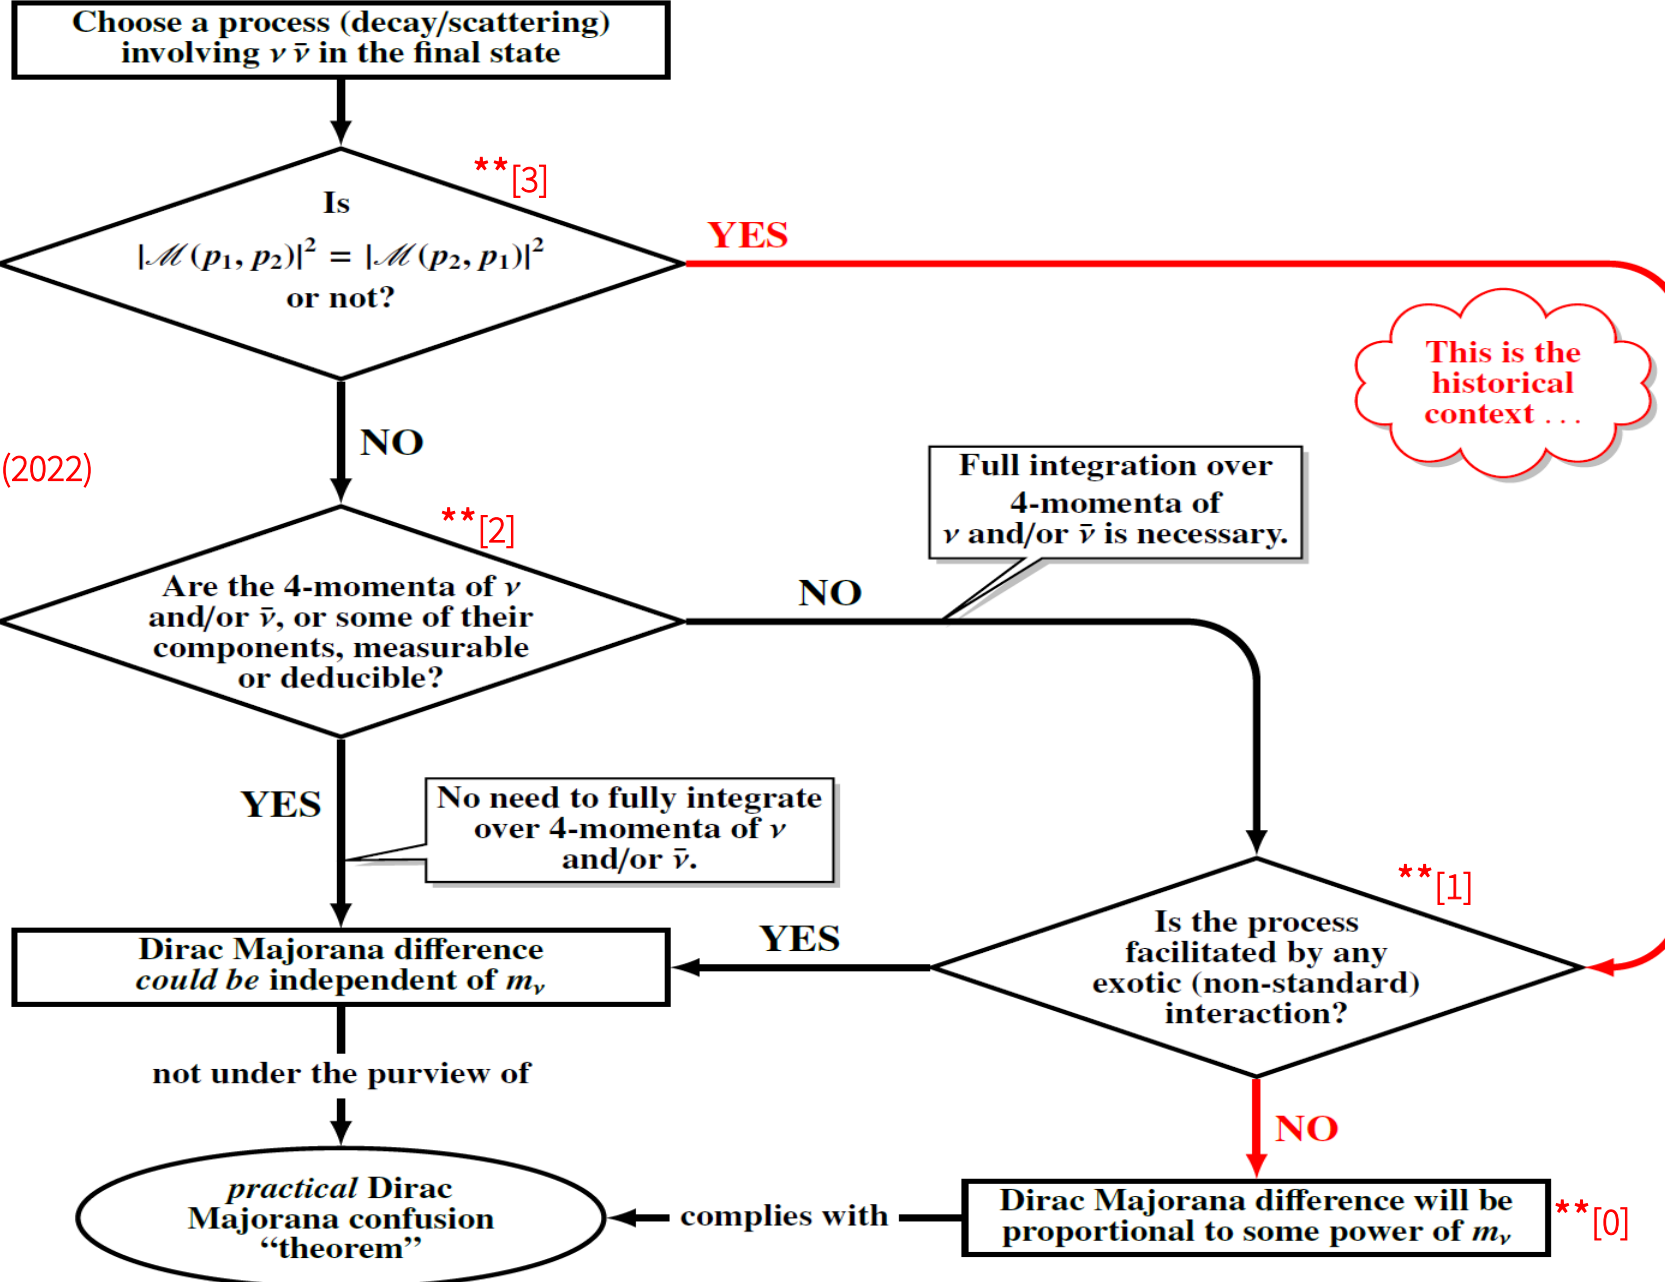 Choose a process (decay/scattering)
involving ν ν̄ in the final state
**[3]
Is
|ℳ(p₁, p₂)|² = |ℳ(p₂, p₁)|²
or not?
YES
This is the
historical
context . . .
NO
(2022)
Full integration over
4-momenta of
ν and/or ν̄ is necessary.
**[2]
Are the 4-momenta of ν
and/or ν̄, or some of their
components, measurable
or deducible?
NO
YES
No need to fully integrate
over 4-momenta of ν
and/or ν̄.
**[1]
Is the process
facilitated by any
exotic (non-standard)
interaction?
YES
Dirac Majorana difference
could be independent of mᵥ
not under the purview of
NO
practical Dirac
Majorana confusion
“theorem”
complies with
Dirac Majorana difference will be
proportional to some power of mᵥ
**[0]